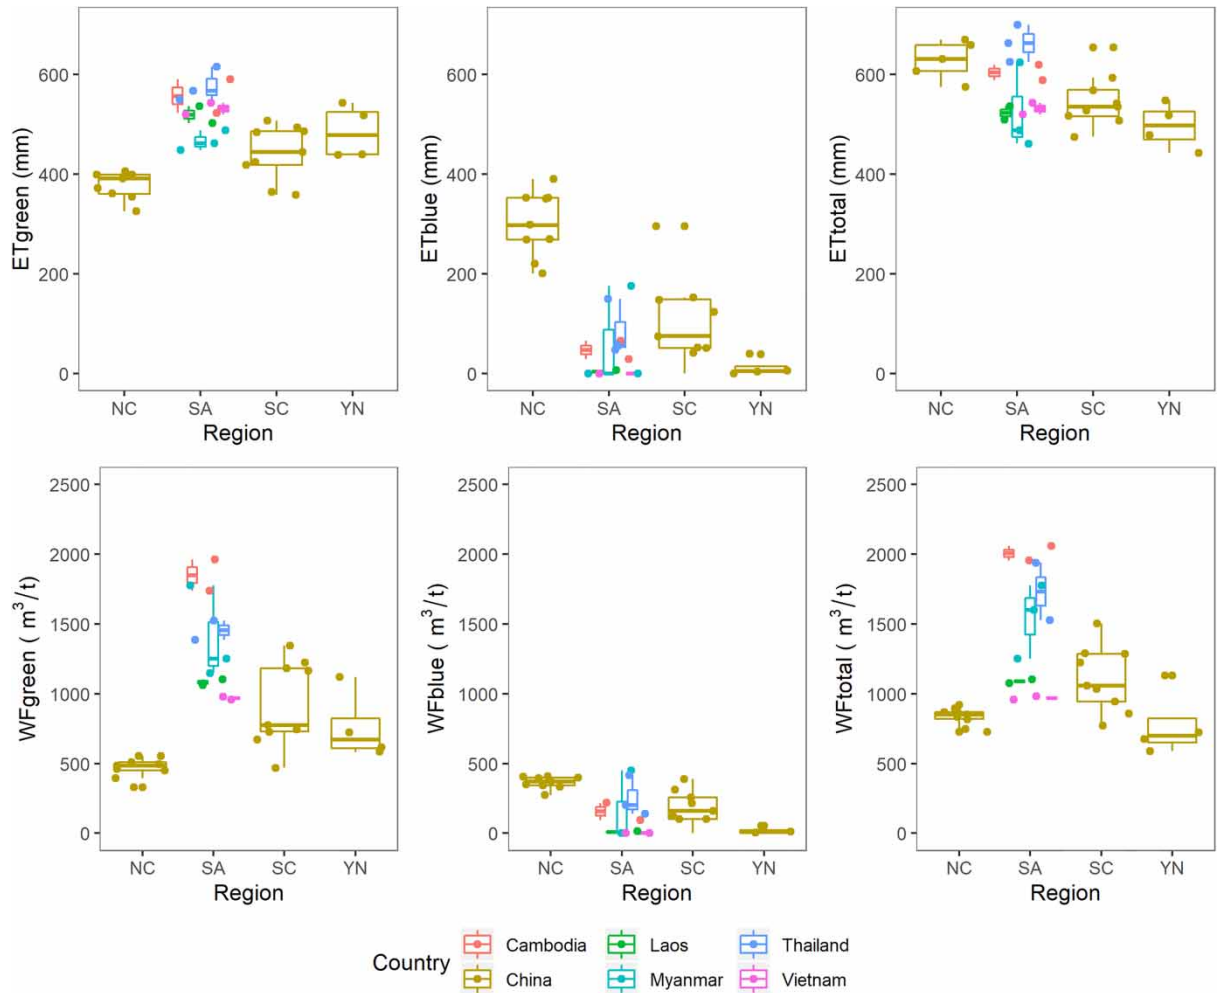 ETgreen (mm)
600
400
200
0
NC SA SC YN
Region
ETblue (mm)
600
400
200
0
NC SA SC YN
Region
ETtotal (mm)
600
400
200
0
NC SA SC YN
Region
WFgreen ( m³/t)
2500
2000
1500
1000
500
0
NC SA SC YN
Region
WFblue ( m³/t)
2500
2000
1500
1000
500
0
NC SA SC YN
Region
WFtotal ( m³/t)
2500
2000
1500
1000
500
0
NC SA SC YN
Region
Country
Cambodia Laos Thailand
China Myanmar Vietnam